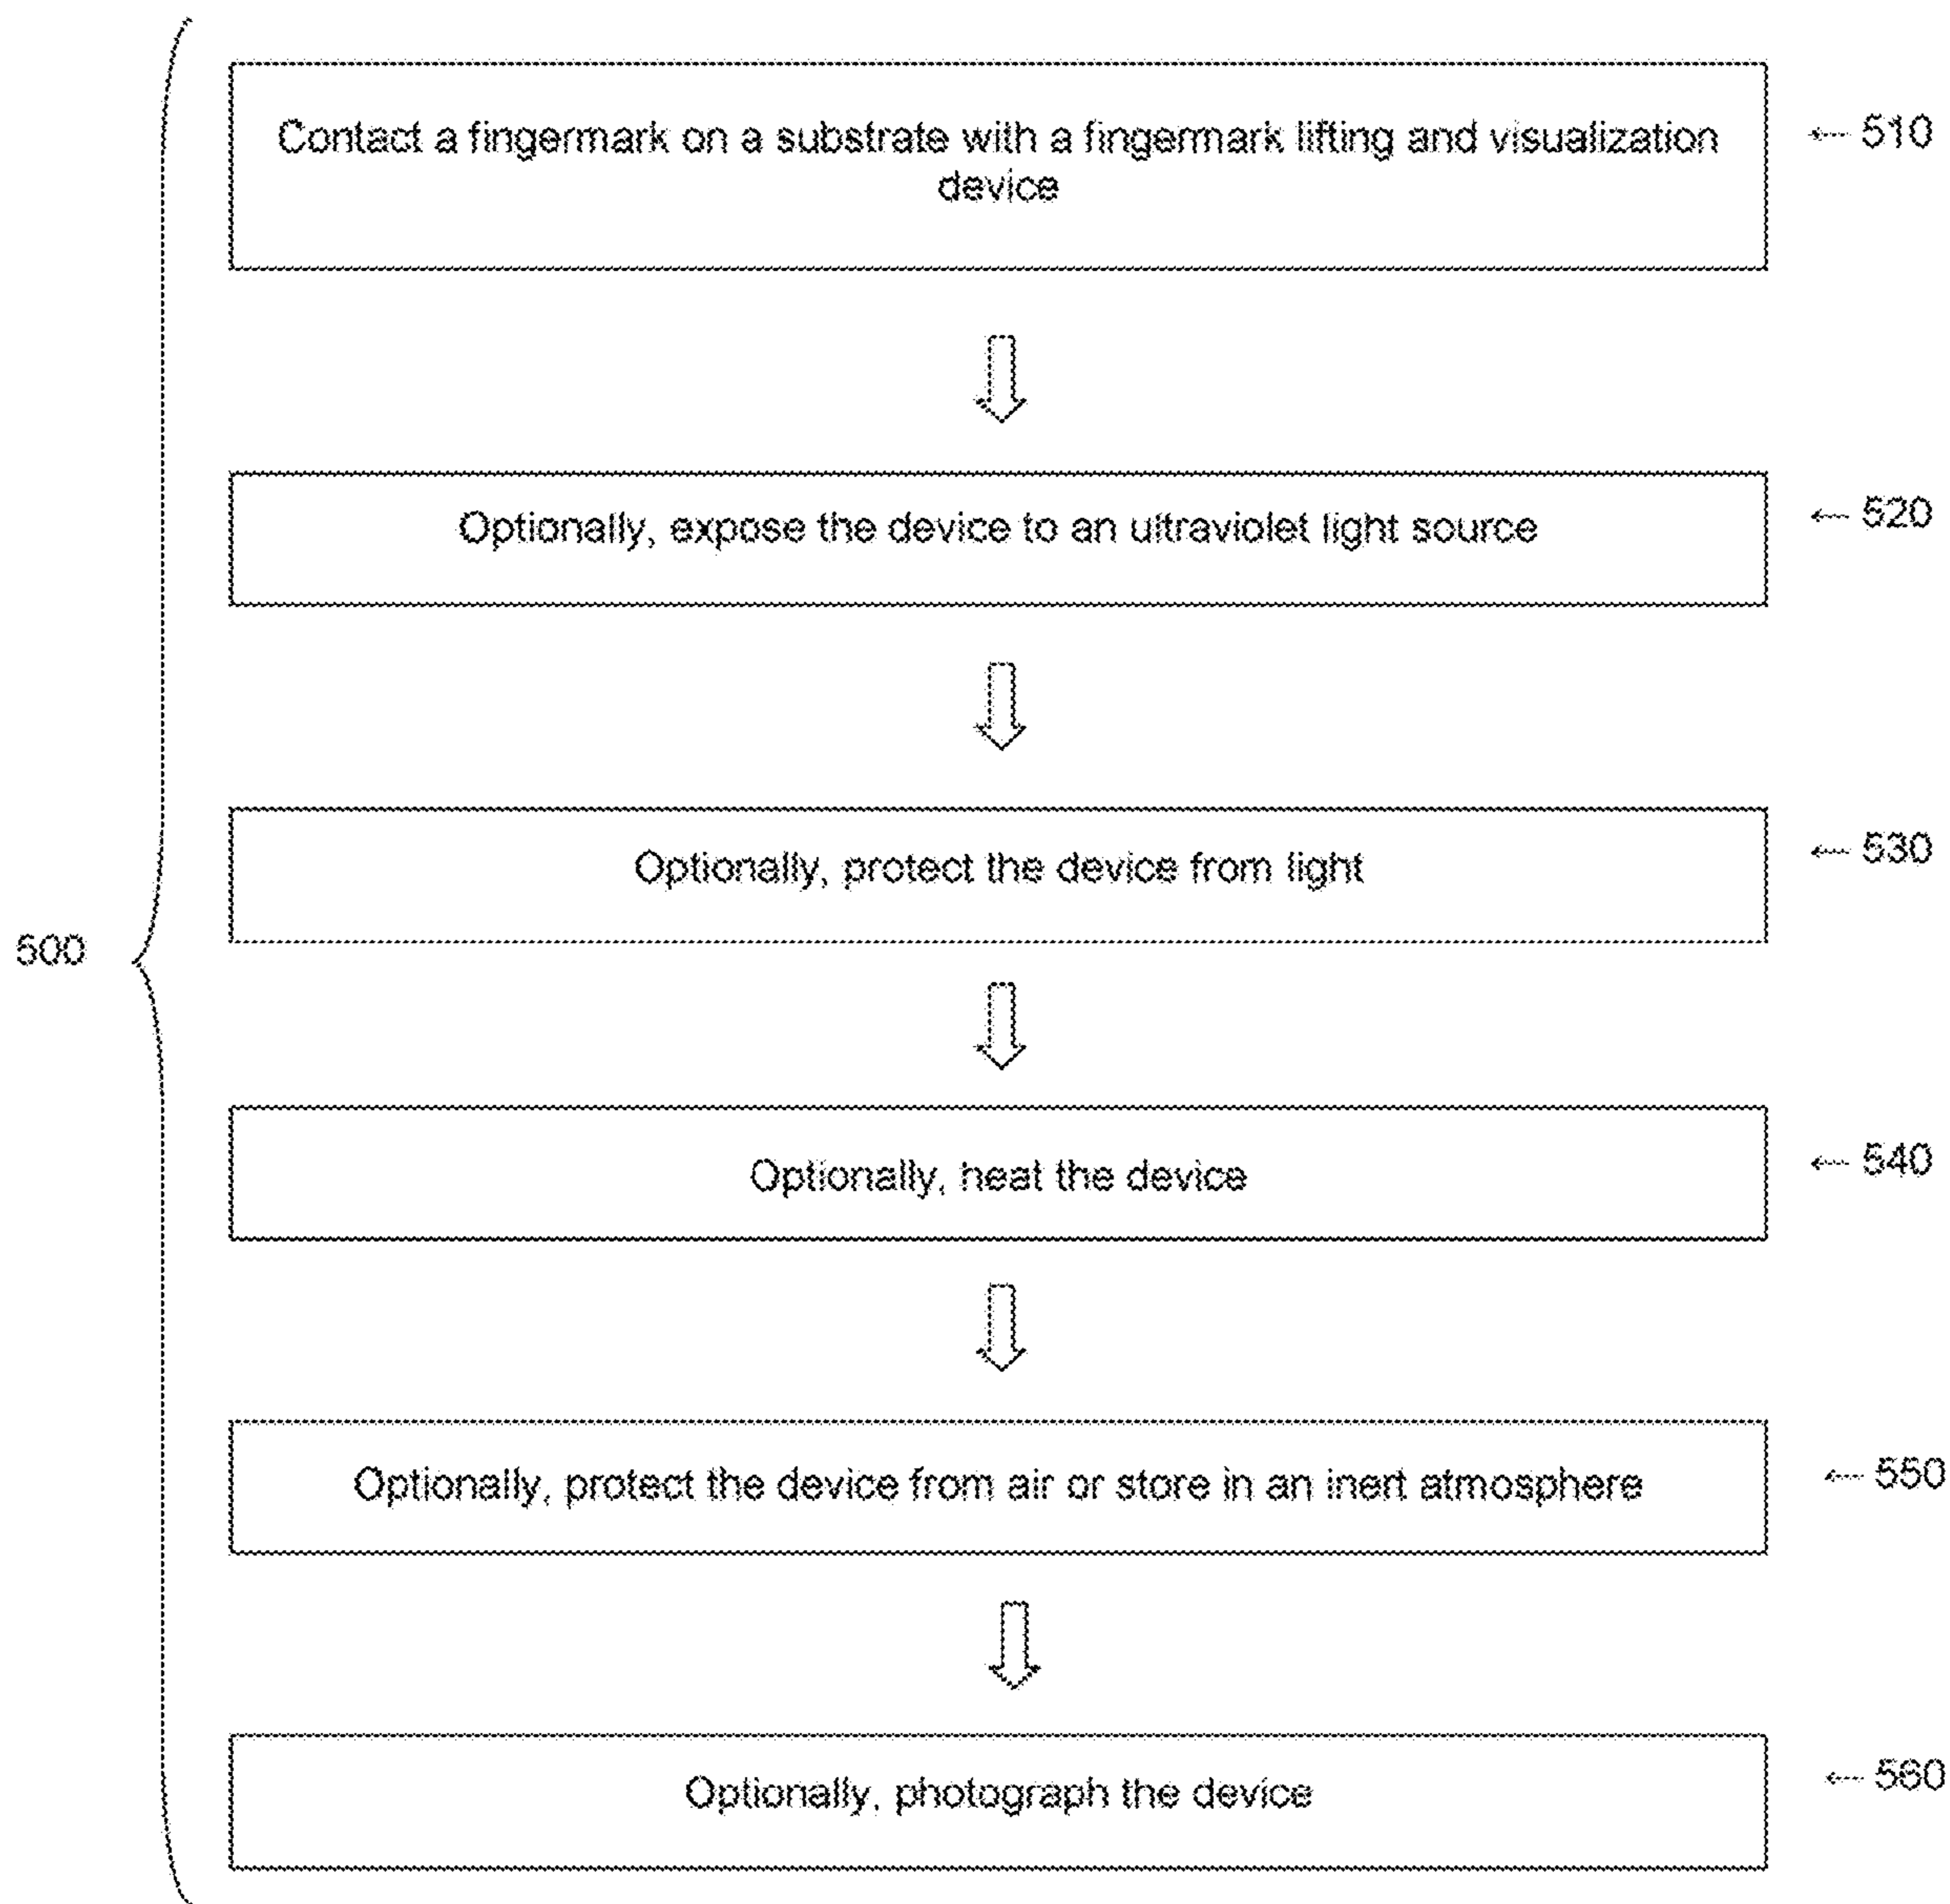 Contact a fingermark on a substrate with a fingermark lifting and visualization
device
← 510
Optionally, expose the device to an ultraviolet light source
← 520
Optionally, protect the device from light
← 530
500
Optionally, heat the device
← 540
Optionally, protect the device from air or store in an inert atmosphere
← 550
Optionally, photograph the device
← 560